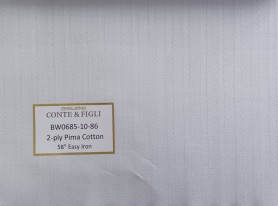 CONTE & FIGLI
BW0685-10-86
2-ply Pima Cotton
58" Easy Iron